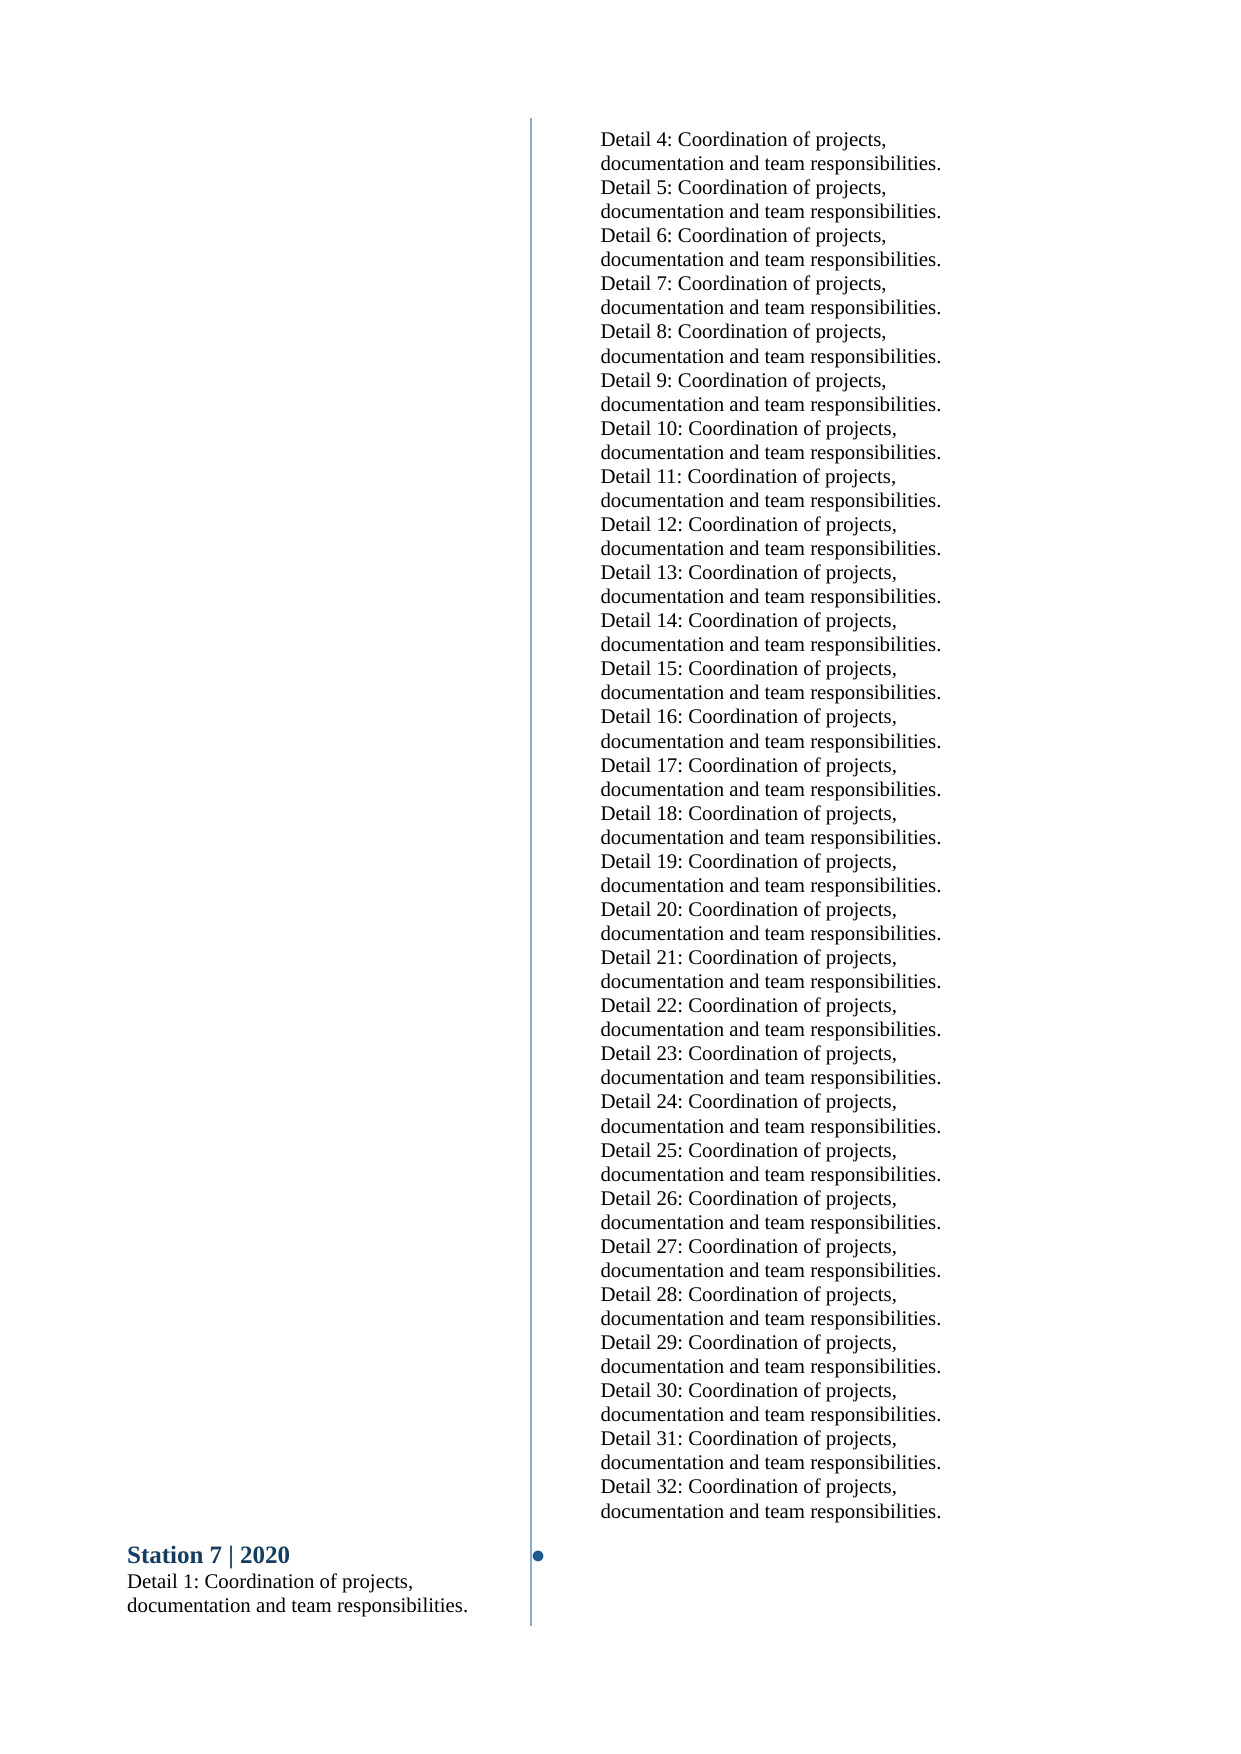 Detail 4: Coordination of projects,
documentation and team responsibilities.
Detail 5: Coordination of projects,
documentation and team responsibilities.
Detail 6: Coordination of projects,
documentation and team responsibilities.
Detail 7: Coordination of projects,
documentation and team responsibilities.
Detail 8: Coordination of projects,
documentation and team responsibilities.
Detail 9: Coordination of projects,
documentation and team responsibilities.
Detail 10: Coordination of projects,
documentation and team responsibilities.
Detail 11: Coordination of projects,
documentation and team responsibilities.
Detail 12: Coordination of projects,
documentation and team responsibilities.
Detail 13: Coordination of projects,
documentation and team responsibilities.
Detail 14: Coordination of projects,
documentation and team responsibilities.
Detail 15: Coordination of projects,
documentation and team responsibilities.
Detail 16: Coordination of projects,
documentation and team responsibilities.
Detail 17: Coordination of projects,
documentation and team responsibilities.
Detail 18: Coordination of projects,
documentation and team responsibilities.
Detail 19: Coordination of projects,
documentation and team responsibilities.
Detail 20: Coordination of projects,
documentation and team responsibilities.
Detail 21: Coordination of projects,
documentation and team responsibilities.
Detail 22: Coordination of projects,
documentation and team responsibilities.
Detail 23: Coordination of projects,
documentation and team responsibilities.
Detail 24: Coordination of projects,
documentation and team responsibilities.
Detail 25: Coordination of projects,
documentation and team responsibilities.
Detail 26: Coordination of projects,
documentation and team responsibilities.
Detail 27: Coordination of projects,
documentation and team responsibilities.
Detail 28: Coordination of projects,
documentation and team responsibilities.
Detail 29: Coordination of projects,
documentation and team responsibilities.
Detail 30: Coordination of projects,
documentation and team responsibilities.
Detail 31: Coordination of projects,
documentation and team responsibilities.
Detail 32: Coordination of projects,
documentation and team responsibilities.
Station 7 | 2020
Detail 1: Coordination of projects,
documentation and team responsibilities.